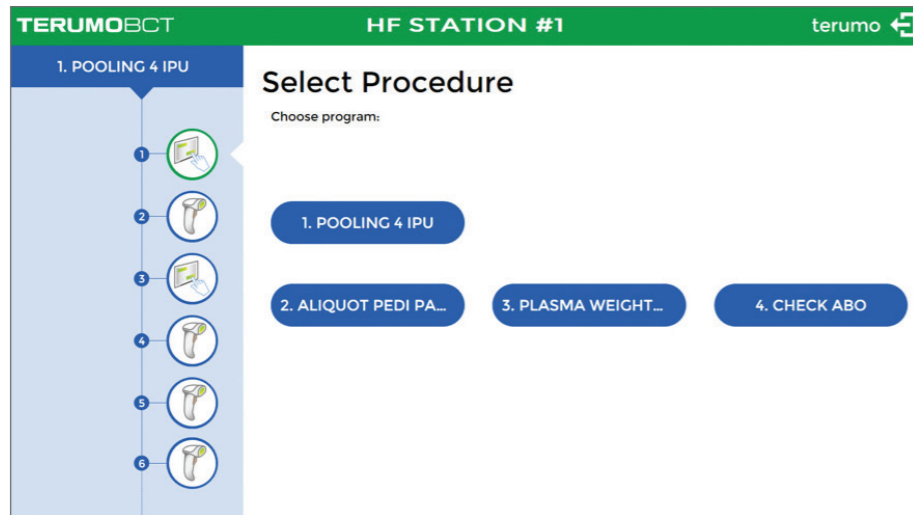 TERUMOBCT
HF STATION #1
terumo
1. POOLING 4 IPU
Select Procedure
Choose program:
1
2
3
4
5
6
1. POOLING 4 IPU
2. ALIQUOT PEDI PA...
3. PLASMA WEIGHT...
4. CHECK ABO